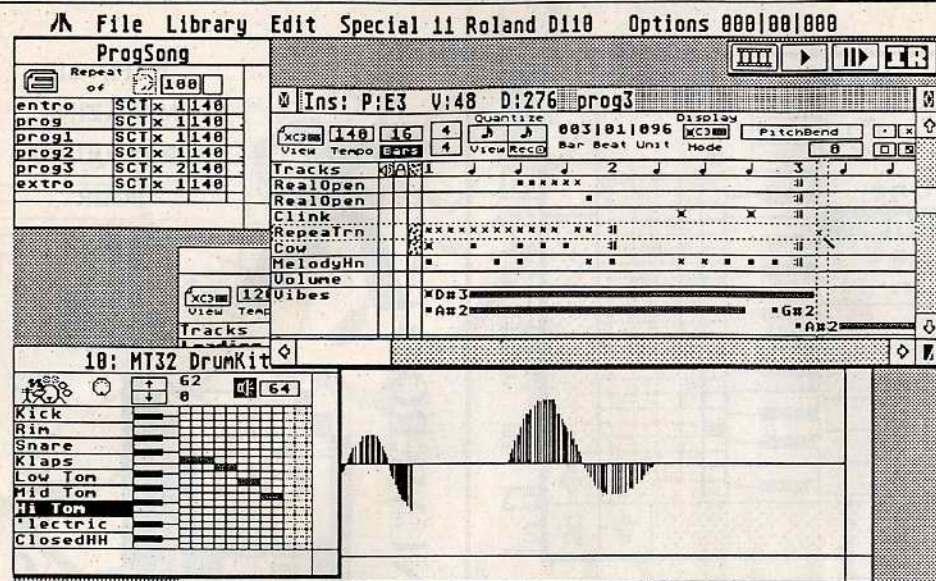 File Library Edit Special 11 Roland D110 Options 000|00|000
ProgSong
Repeat of 100
entro SCT x 1 140
prog SCT x 1 140
prog1 SCT x 1 140
prog2 SCT x 1 140
prog3 SCT x 2 140
extro SCT x 1 140
IR
Ins: P:E3 V:48 D:276 prog3
Quantize Display
140 16 4 4 003|01|096 PitchBend
View Tempo Bars View Rec Bar Beat Unit Mode 0
Tracks 1 2 3
RealOpen
RealOpen
Clink
RepeaTrn
Cow
MelodyHn
Volume
Vibes D#3
A#2 G#2
A#2
View Temp
Tracks
10: MT32 DrumKit
G2
0
64
Kick
Rim
Snare
Klaps
Low Tom
Mid Tom
Hi Tom
'lectric
ClosedHH